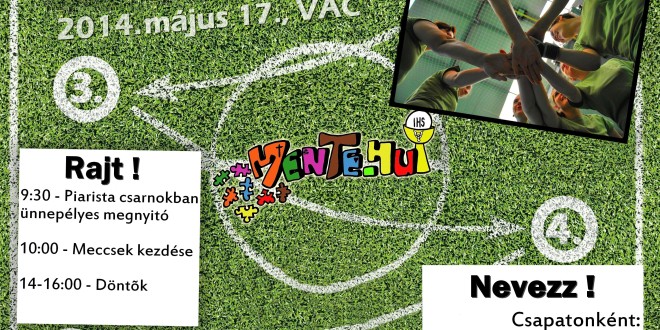 2014.május 17., VÁC
3.
IHS
MENTE.HU
Rajt !
9:30 - Piarista csarnokban
ünnepélyes megnyitó
10:00 - Meccsek kezdése
14-16:00 - Döntõk
4.
Nevezz !
Csapatonként: